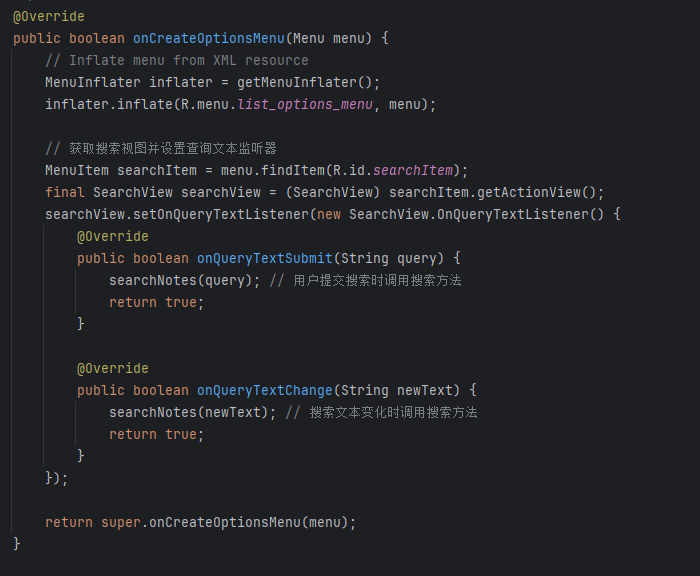 @Override
public boolean onCreateOptionsMenu(Menu menu) {
    // Inflate menu from XML resource
    MenuInflater inflater = getMenuInflater();
    inflater.inflate(R.menu.list_options_menu, menu);

    // 获取搜索视图并设置查询文本监听器
    MenuItem searchItem = menu.findItem(R.id.searchItem);
    final SearchView searchView = (SearchView) searchItem.getActionView();
    searchView.setOnQueryTextListener(new SearchView.OnQueryTextListener() {
        @Override
        public boolean onQueryTextSubmit(String query) {
            searchNotes(query); // 用户提交搜索时调用搜索方法
            return true;
        }

        @Override
        public boolean onQueryTextChange(String newText) {
            searchNotes(newText); // 搜索文本变化时调用搜索方法
            return true;
        }
    });

    return super.onCreateOptionsMenu(menu);
}